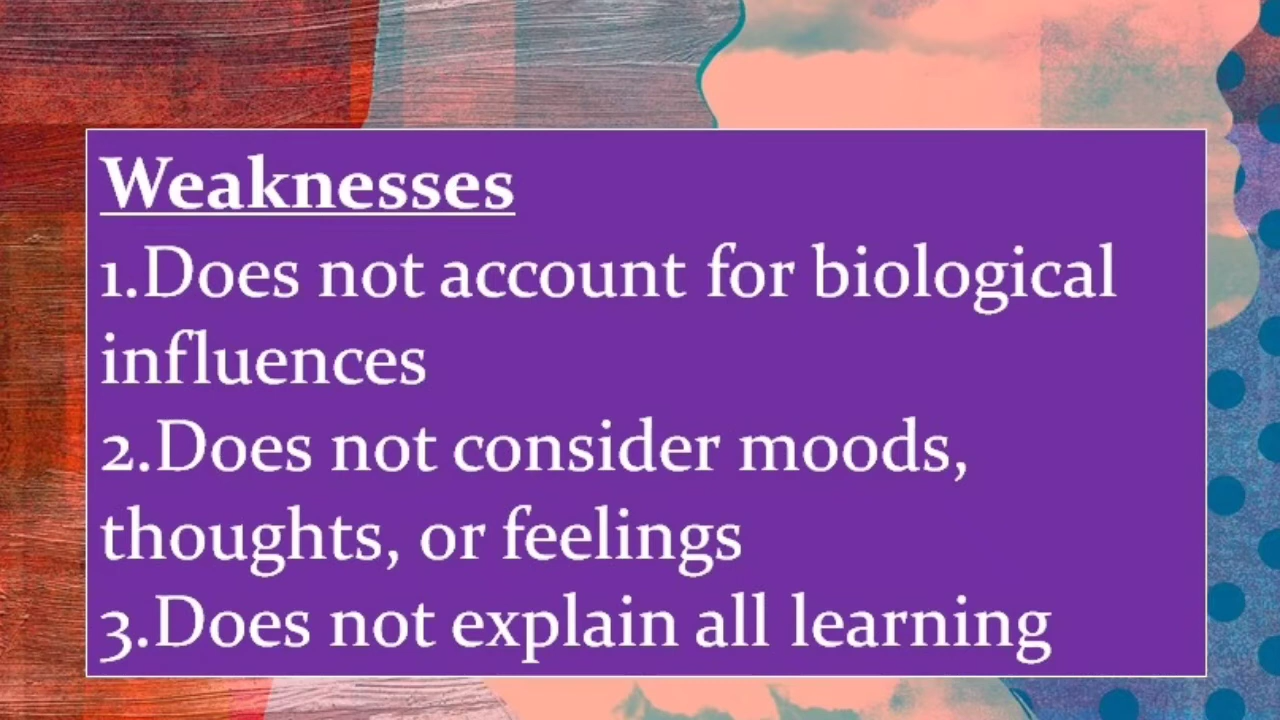 Weaknesses
1.Does not account for biological
influences
2.Does not consider moods,
thoughts, or feelings
3.Does not explain all learning